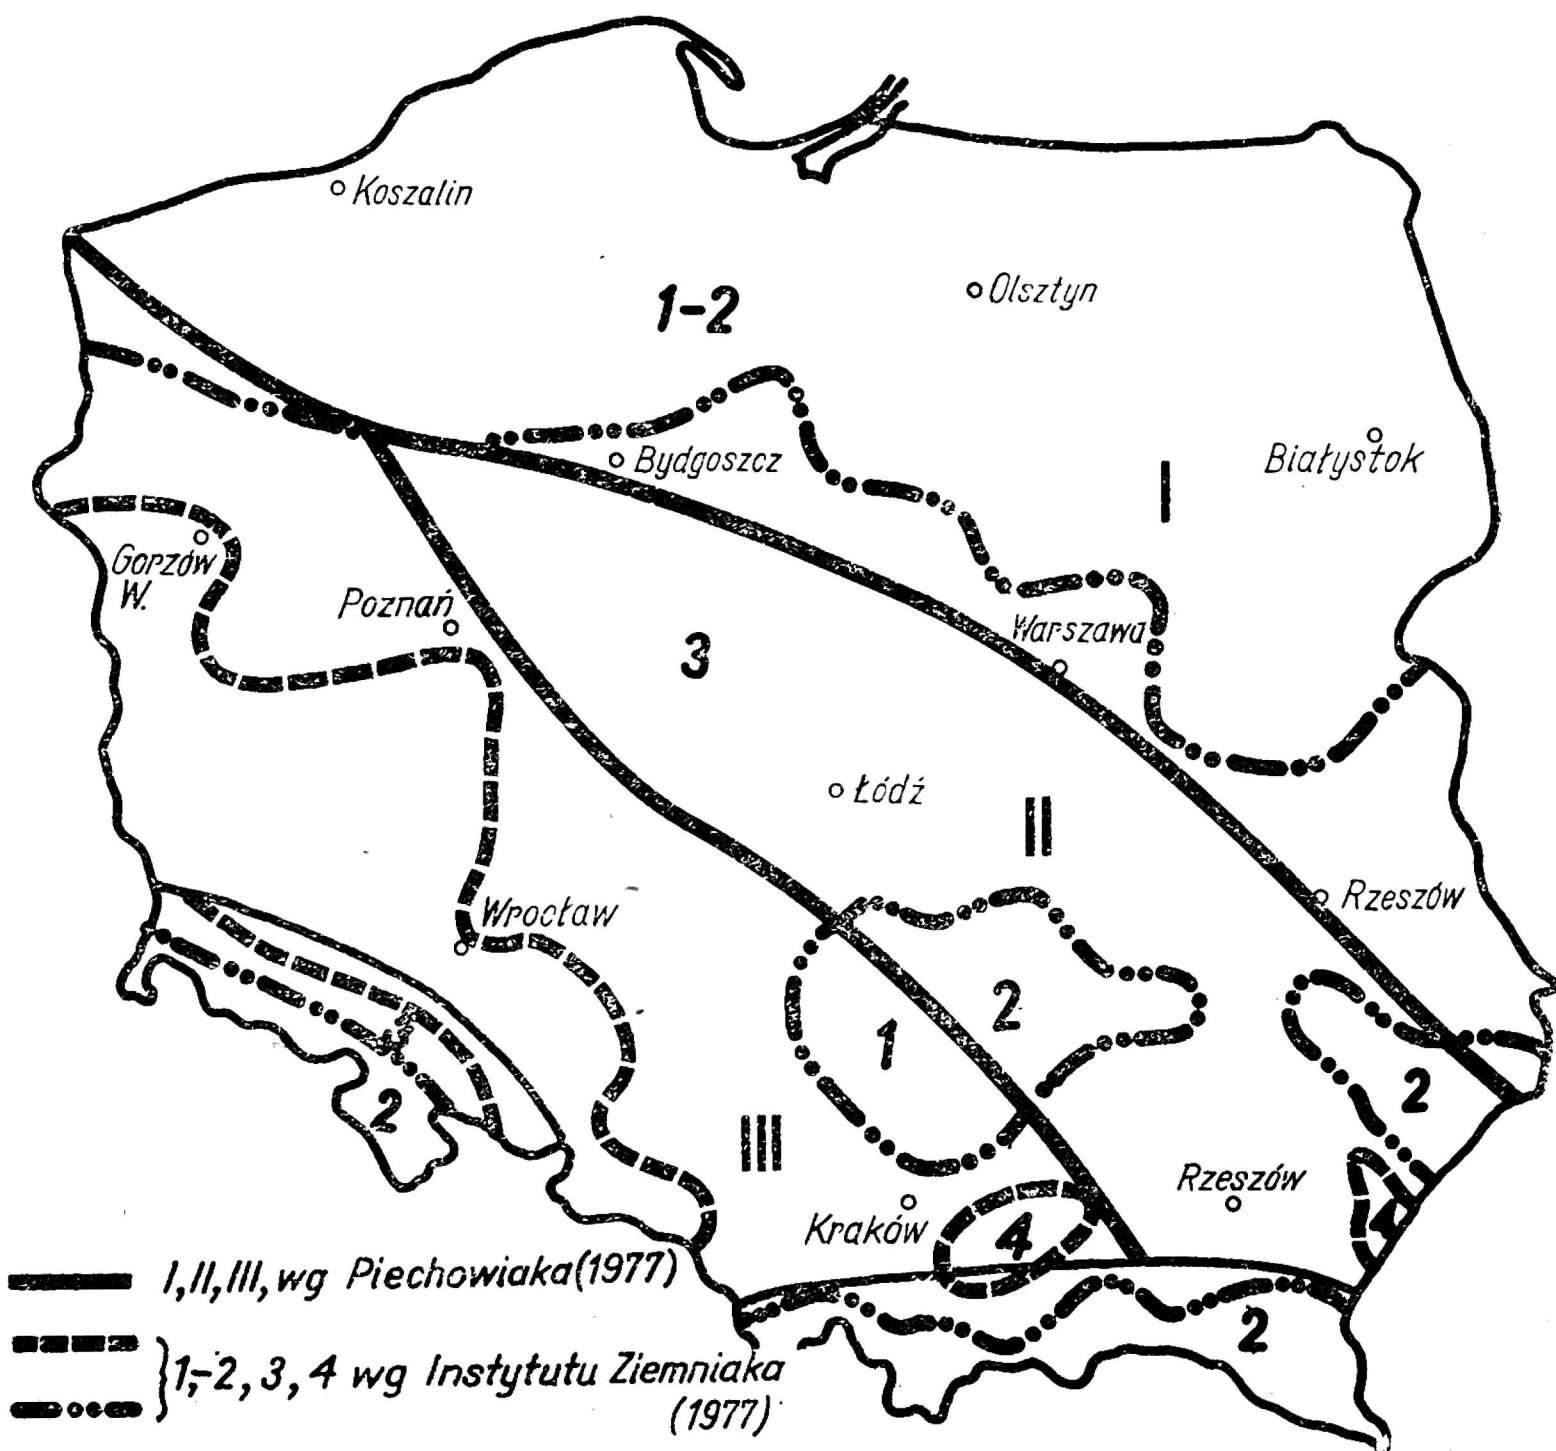 Koszalin
Olsztyn
1-2
Bydgoszcz
Białystok
I
Gorzów
W.
Poznań
Warszawa
3
Łódź
II
Rzeszów
Wrocław
2
1
2
2
III
Rzeszów
Kraków
4
4
2
I, II, III, wg Piechowiaka (1977)
1,-2, 3, 4 wg Instytutu Ziemniaka
(1977)